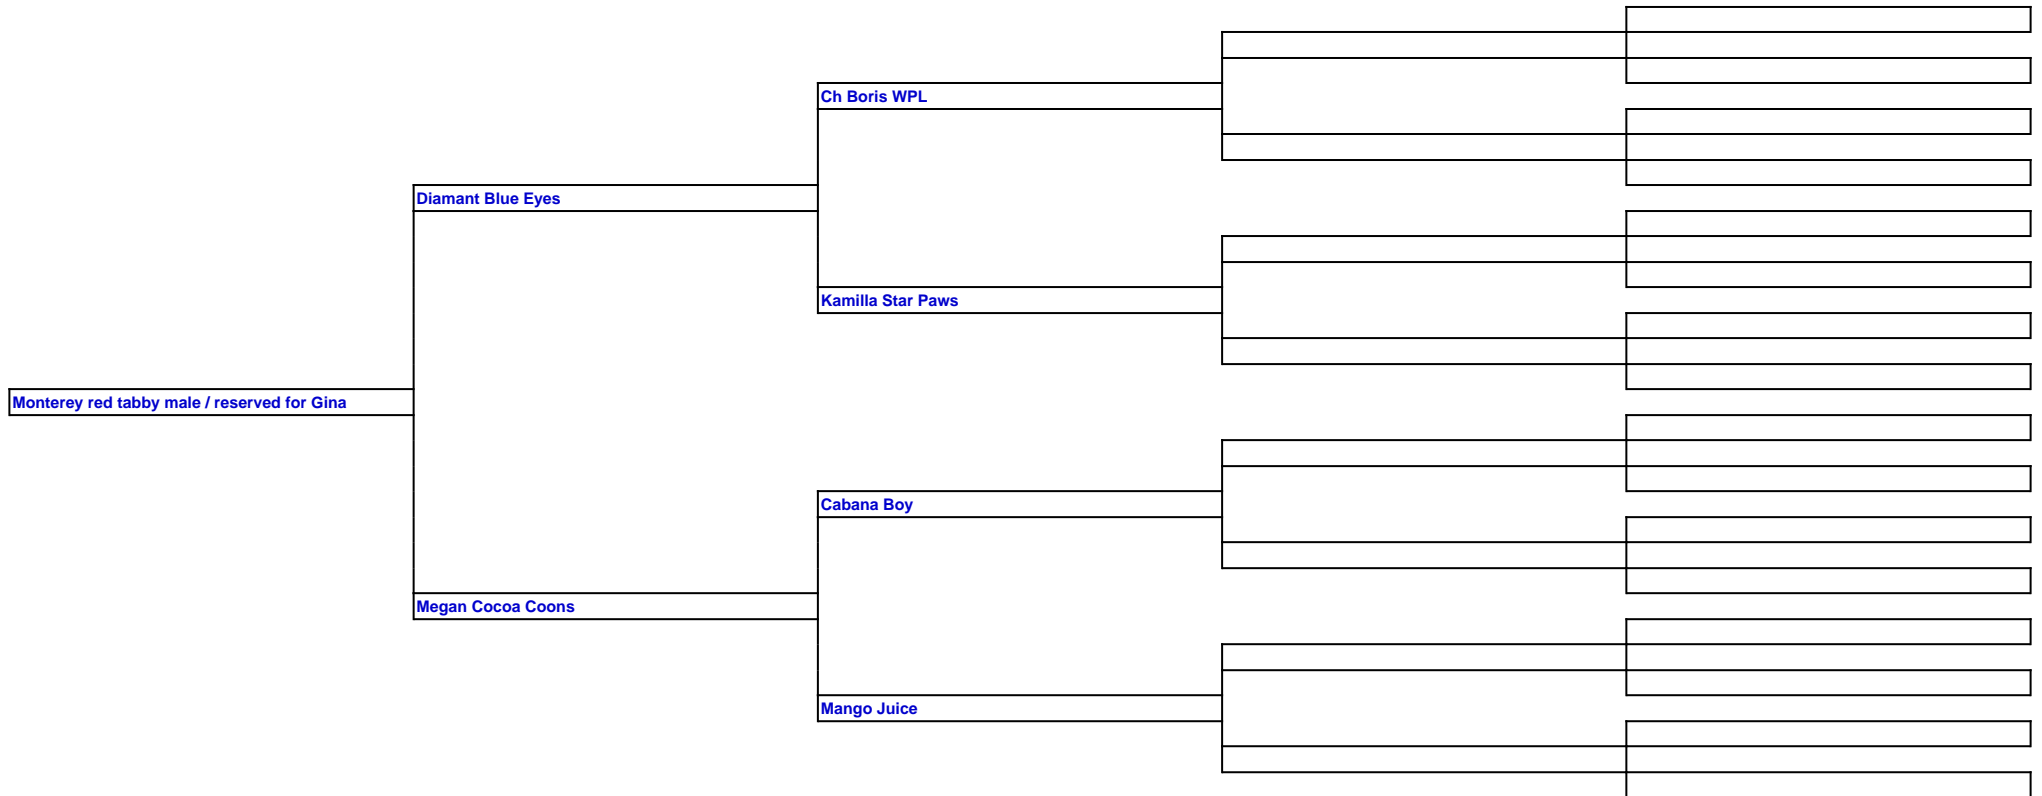 Ch Boris WPL
Diamant Blue Eyes
Kamilla Star Paws
Monterey red tabby male / reserved for Gina
Cabana Boy
Megan Cocoa Coons
Mango Juice